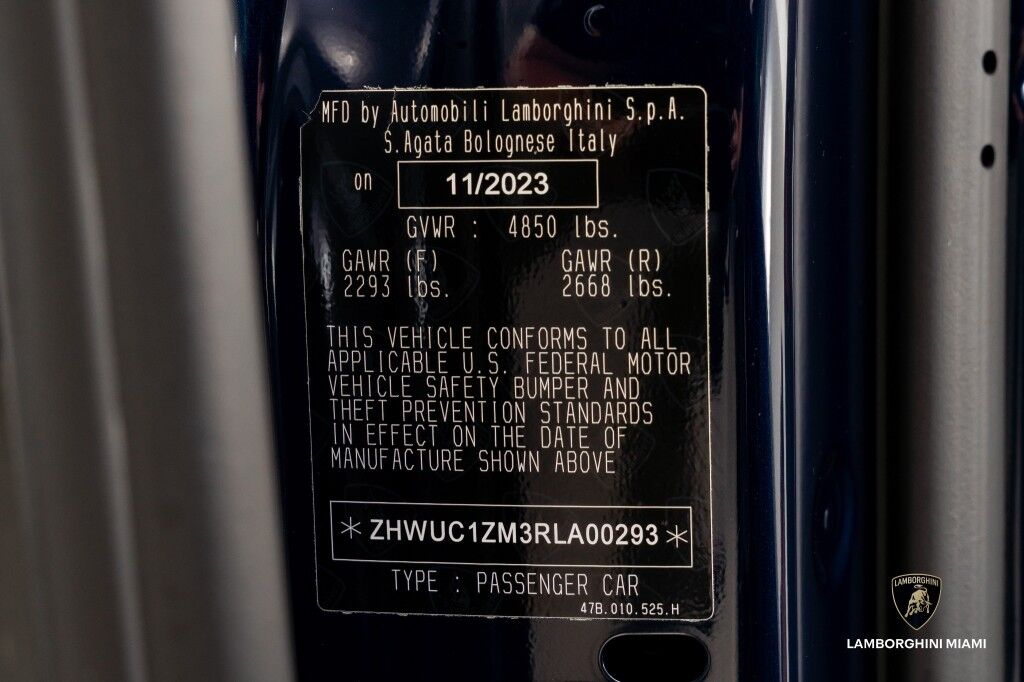 MFD by Automobili Lamborghini S.p.A.
S.Agata Bolognese Italy
on 11/2023
GVWR : 4850 lbs.
GAWR (F) GAWR (R)
2293 lbs. 2668 lbs.
THIS VEHICLE CONFORMS TO ALL
APPLICABLE U.S. FEDERAL MOTOR
VEHICLE SAFETY BUMPER AND
THEFT PREVENTION STANDARDS
IN EFFECT ON THE DATE OF
MANUFACTURE SHOWN ABOVE
* ZHWUC1ZM3RLA00293 *
TYPE : PASSENGER CAR
47B.010.525.H
LAMBORGHINI
LAMBORGHINI MIAMI